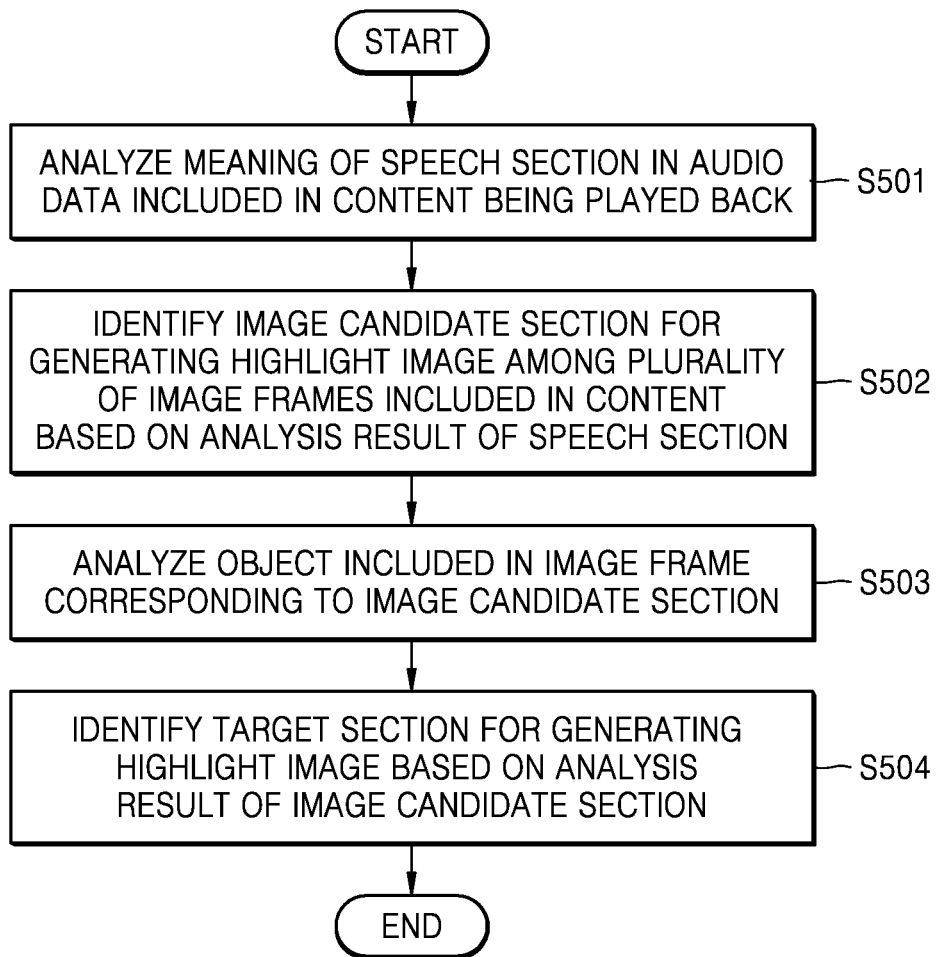 START
ANALYZE MEANING OF SPEECH SECTION IN AUDIO
DATA INCLUDED IN CONTENT BEING PLAYED BACK
S501
IDENTIFY IMAGE CANDIDATE SECTION FOR
GENERATING HIGHLIGHT IMAGE AMONG PLURALITY
OF IMAGE FRAMES INCLUDED IN CONTENT
BASED ON ANALYSIS RESULT OF SPEECH SECTION
S502
ANALYZE OBJECT INCLUDED IN IMAGE FRAME
CORRESPONDING TO IMAGE CANDIDATE SECTION
S503
IDENTIFY TARGET SECTION FOR GENERATING
HIGHLIGHT IMAGE BASED ON ANALYSIS
RESULT OF IMAGE CANDIDATE SECTION
S504
END